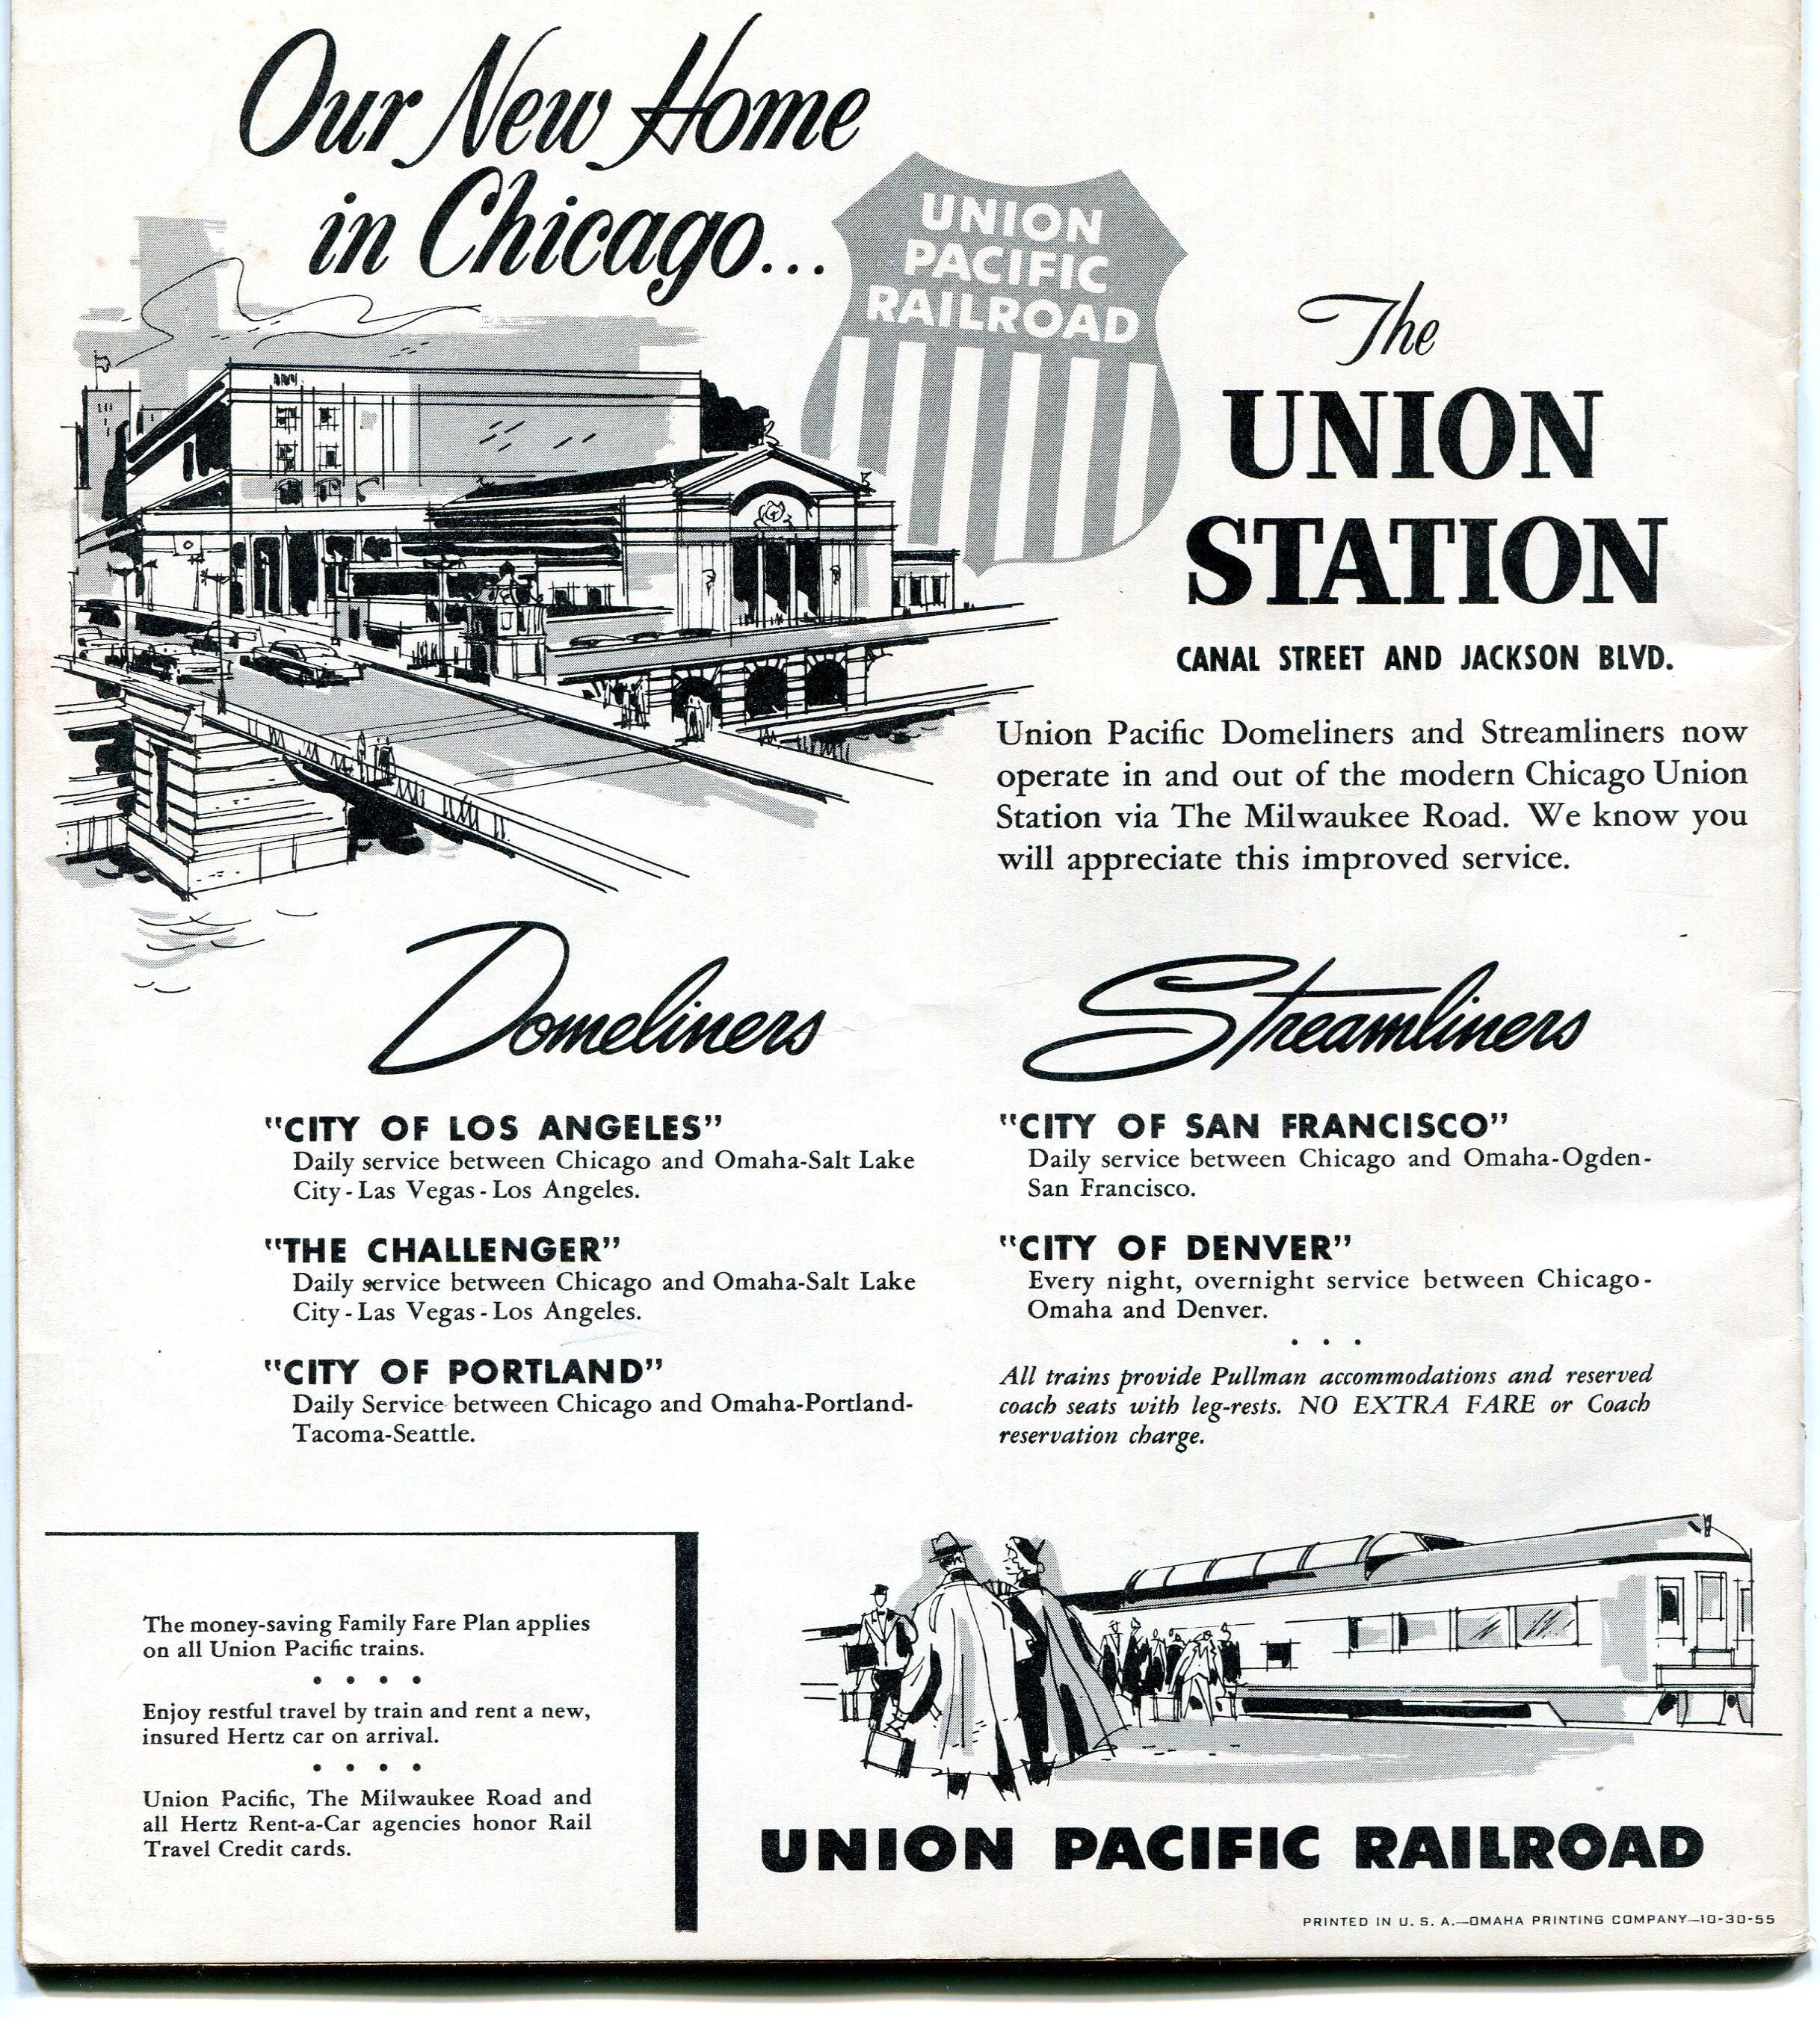 Our New Home
in Chicago...
UNION
PACIFIC
RAILROAD
The
UNION
STATION
CANAL STREET AND JACKSON BLVD.
Union Pacific Domeliners and Streamliners now
operate in and out of the modern Chicago Union
Station via The Milwaukee Road. We know you
will appreciate this improved service.
Domeliners
"CITY OF LOS ANGELES"
Daily service between Chicago and Omaha-Salt Lake
City - Las Vegas - Los Angeles.
"THE CHALLENGER"
Daily service between Chicago and Omaha-Salt Lake
City - Las Vegas - Los Angeles.
"CITY OF PORTLAND"
Daily Service between Chicago and Omaha-Portland-
Tacoma-Seattle.
Streamliners
"CITY OF SAN FRANCISCO"
Daily service between Chicago and Omaha-Ogden-
San Francisco.
"CITY OF DENVER"
Every night, overnight service between Chicago-
Omaha and Denver.
. . .
All trains provide Pullman accommodations and reserved
coach seats with leg-rests. NO EXTRA FARE or Coach
reservation charge.
The money-saving Family Fare Plan applies
on all Union Pacific trains.
• • • •
Enjoy restful travel by train and rent a new,
insured Hertz car on arrival.
• • • •
Union Pacific, The Milwaukee Road and
all Hertz Rent-a-Car agencies honor Rail
Travel Credit cards.
UNION PACIFIC RAILROAD
PRINTED IN U. S. A.—OMAHA PRINTING COMPANY—10-30-55